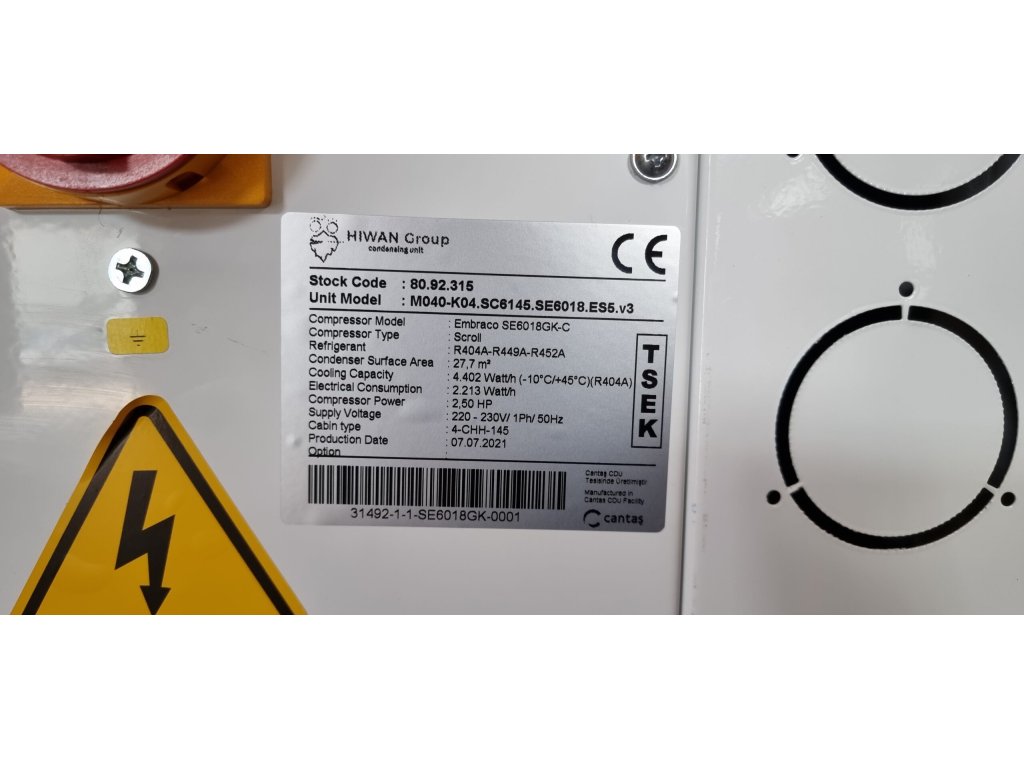 HIWAN Group
condensing unit
CE
Stock Code : 80.92.315
Unit Model : M040-K04.SC6145.SE6018.ES5.v3
Compressor Model : Embraco SE6018GK-C
Compressor Type : Scroll
Refrigerant : R404A-R449A-R452A
Condenser Surface Area : 27,7 m²
Cooling Capacity : 4.402 Watt/h (-10°C/+45°C)(R404A)
Electrical Consumption : 2.213 Watt/h
Compressor Power : 2,50 HP
Supply Voltage : 220 - 230V/ 1Ph/ 50Hz
Cabin type : 4-CHH-145
Production Date : 07.07.2021
Option :
TSEK
31492-1-1-SE6018GK-0001
Cantaş CDU
Tesisinde Üretilmiştir
Manufactured in
Cantas CDU Facility
cantaş